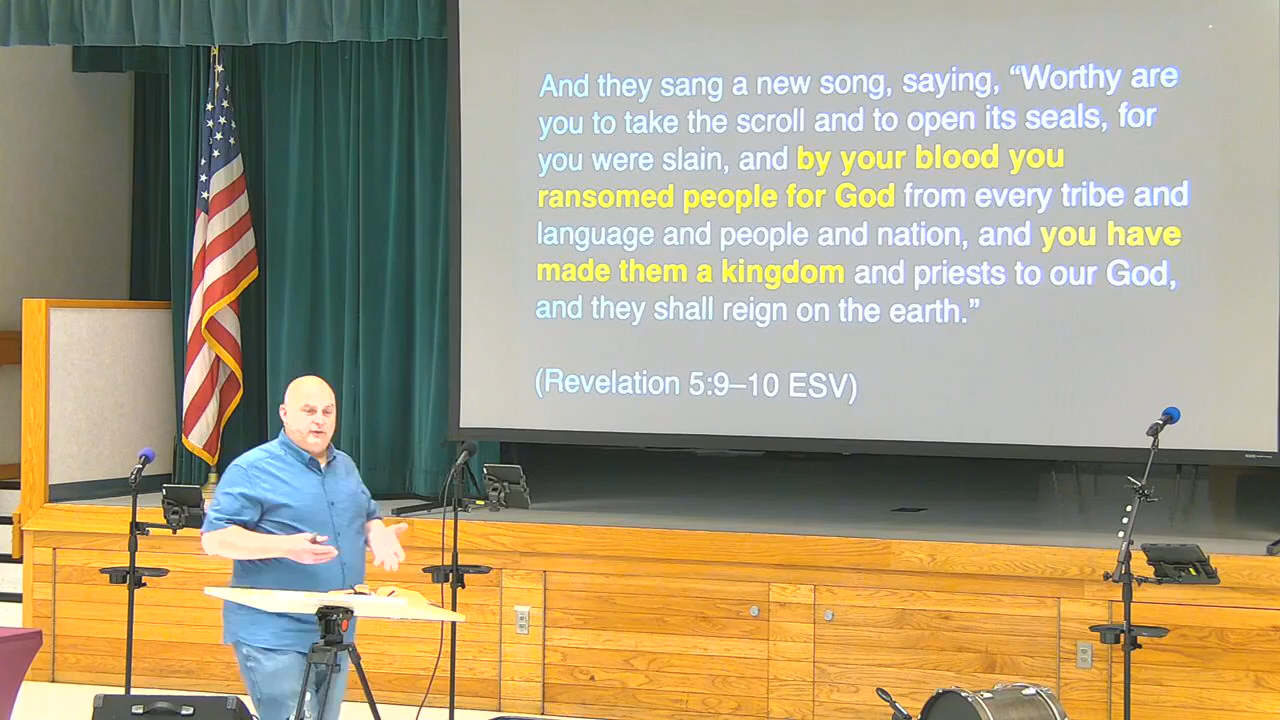 And they sang a new song, saying, “Worthy are
you to take the scroll and to open its seals, for
you were slain, and by your blood you
ransomed people for God from every tribe and
language and people and nation, and you have
made them a kingdom and priests to our God,
and they shall reign on the earth.”
(Revelation 5:9–10 ESV)